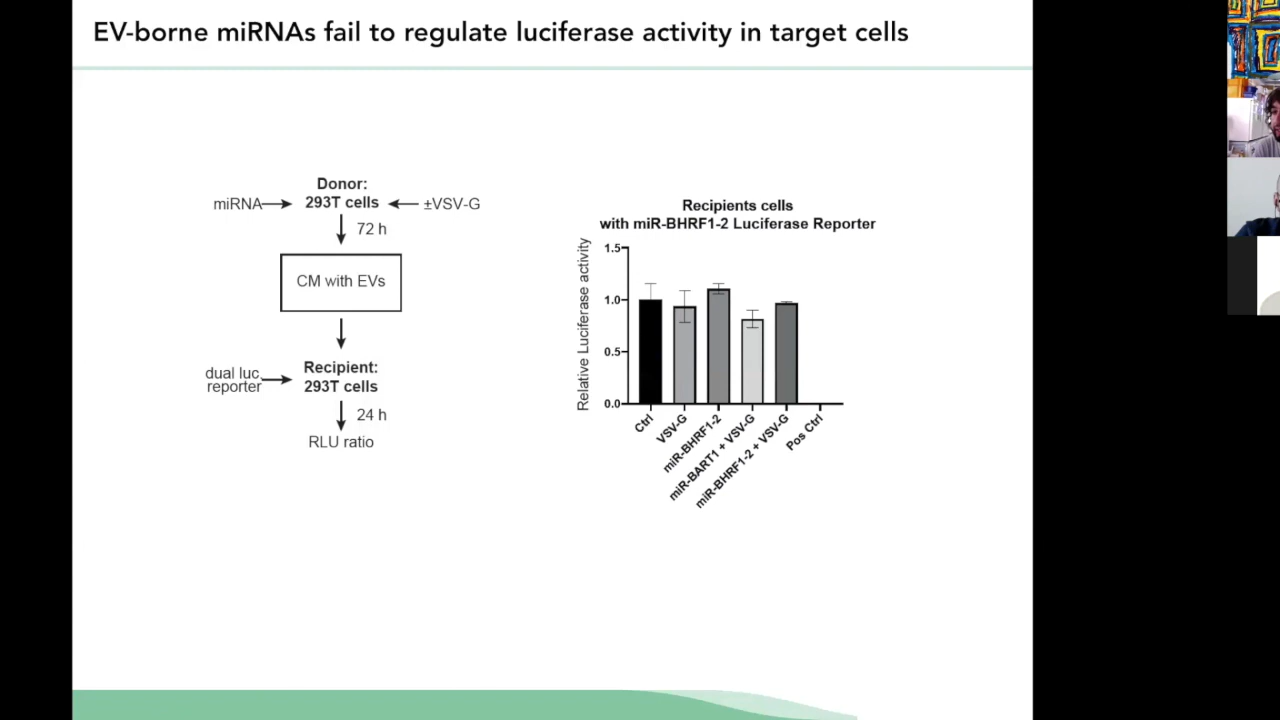 EV-borne miRNAs fail to regulate luciferase activity in target cells
Donor:
miRNA
293T cells
±VSV-G
72 h
CM with EVs
dual luc.
reporter
Recipient:
293T cells
24 h
RLU ratio
Recipients cells
with miR-BHRF1-2 Luciferase Reporter
Relative Luciferase activity
1.5
1.0
0.5
0.0
Ctrl
VSV-G
miR-BHRF1-2
miR-BART1 + VSV-G
miR-BHRF1-2 + VSV-G
Pos Ctrl